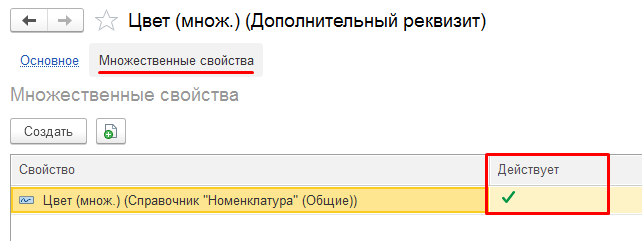 Цвет (множ.) (Дополнительный реквизит)
Основное Множественные свойства
Множественные свойства
Создать
Свойство Действует
Цвет (множ.) (Справочник "Номенклатура" (Общие))